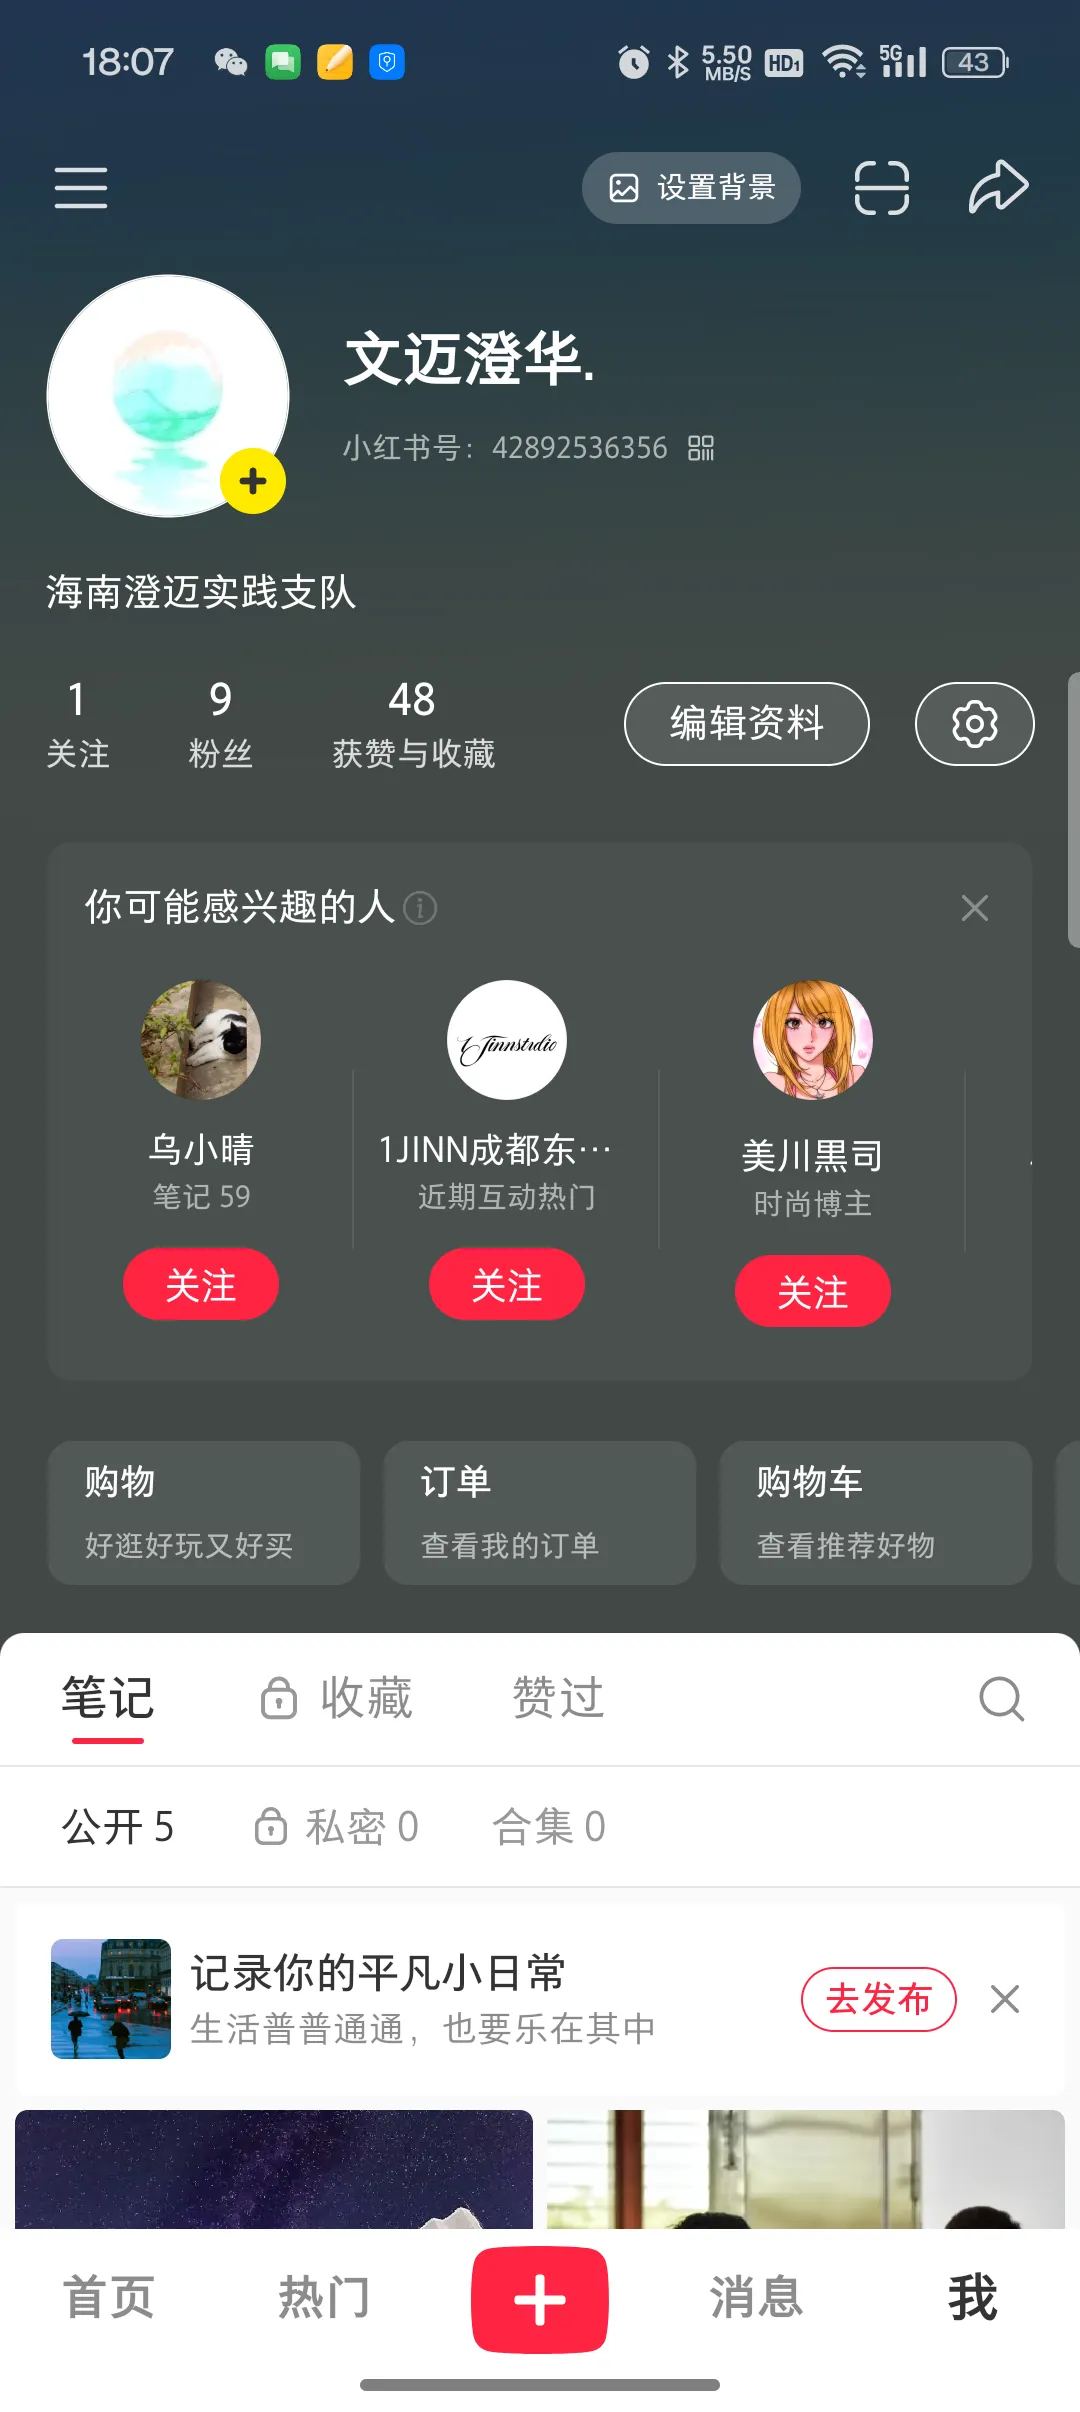 18:07
5.50
MB/S
HD1
5G
43
设置背景
文迈澄华.
小红书号：42892536356
海南澄迈实践支队
1
9
48
关注
粉丝
获赞与收藏
编辑资料
你可能感兴趣的人
1Jinnstudio
乌小晴
1JINN成都东…
美川黒司
笔记 59
近期互动热门
时尚博主
关注
关注
关注
购物
订单
购物车
好逛好玩又好买
查看我的订单
查看推荐好物
笔记
收藏
赞过
公开 5
私密 0
合集 0
记录你的平凡小日常
生活普普通通，也要乐在其中
去发布
首页
热门
消息
我